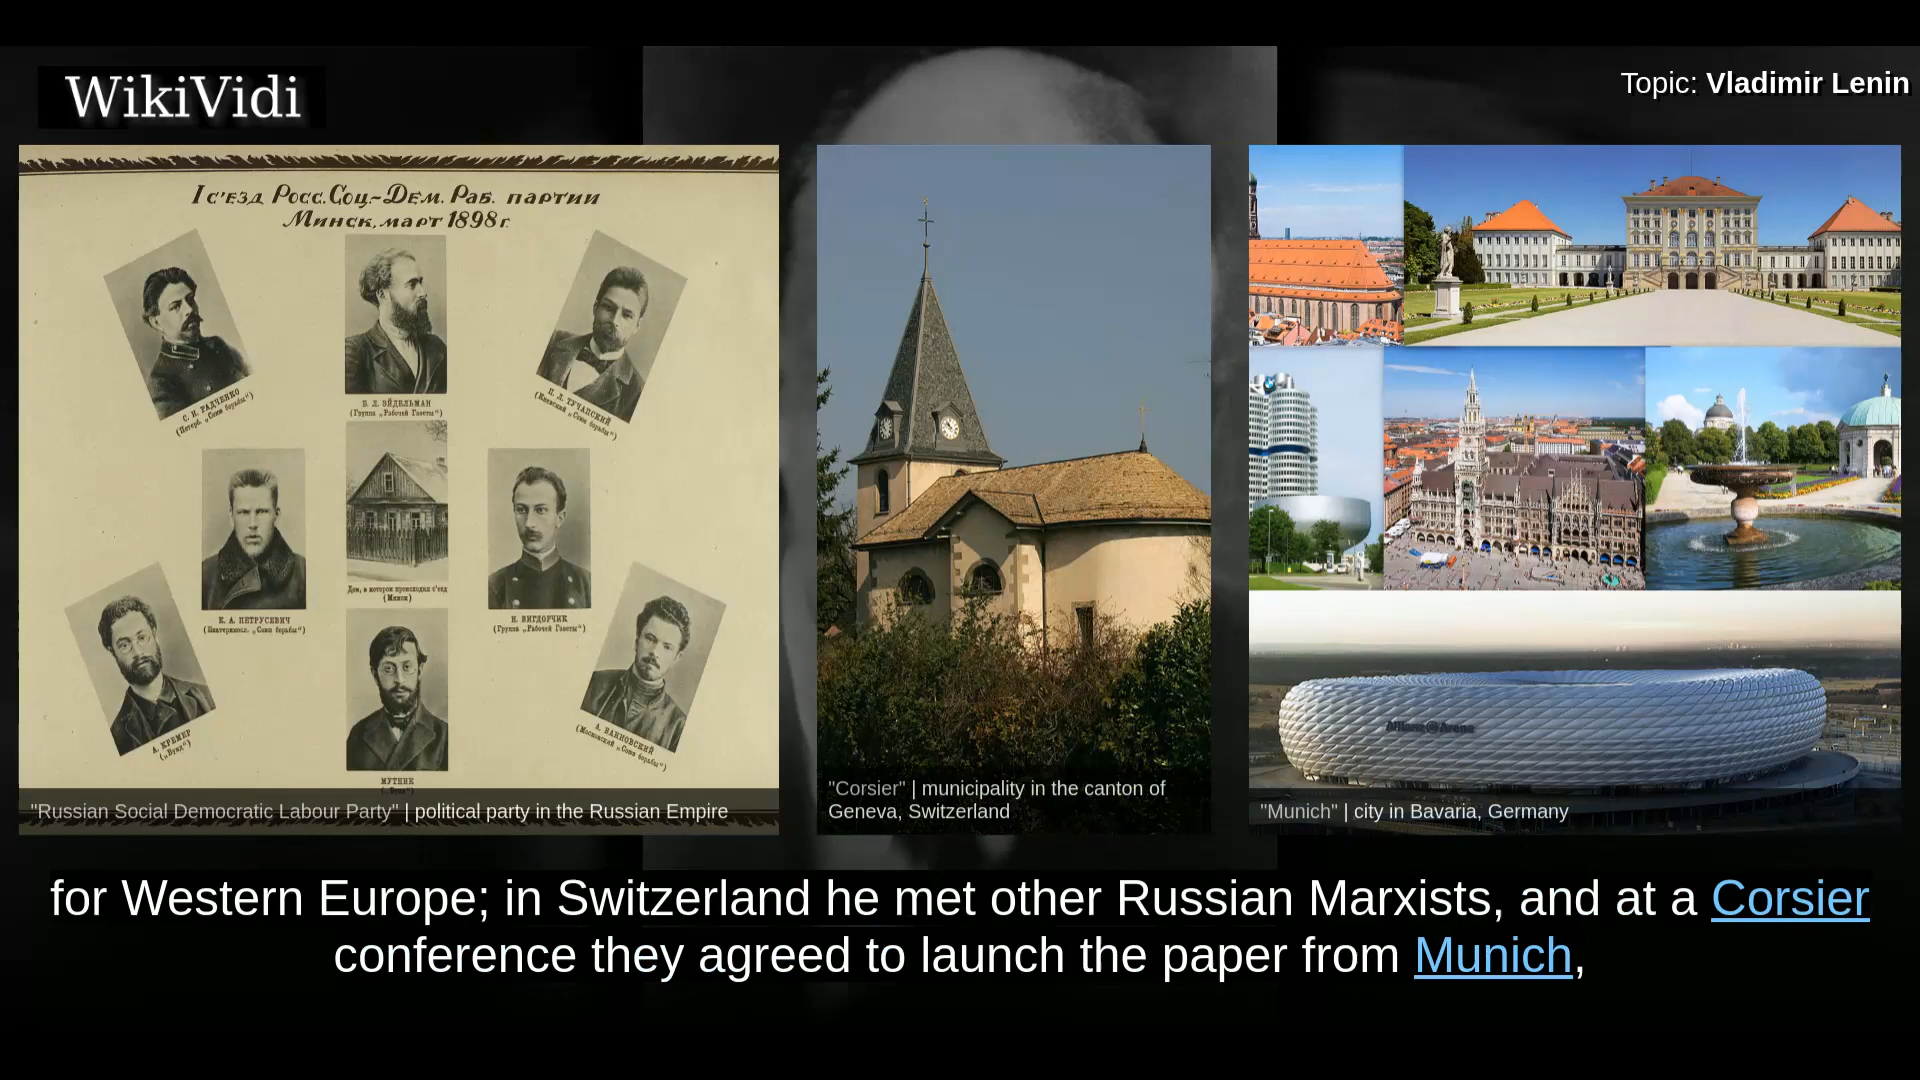 WikiVidi
Topic: Vladimir Lenin
I с'езд Росс. Соц.-Дем. Раб. партии
Минск, март 1898 г.
С. И. РАДЧЕНКО
(Петерб. „Союз борьбы")
Б. Л. ЭЙДЕЛЬМАН
(Группа „Рабочей Газеты")
П. Л. ТУЧАПСКИЙ
(Киевский „Союз борьбы")
К. А. ПЕТРУСЕВИЧ
(Екатериносл. „Союз борьбы")
Дом, в котором происходил с'езд
(Минск)
Н. ВИГДОРЧИК
(Группа „Рабочей Газеты")
А. КРЕМЕР
(„Бунд")
МУТНИК
(„Бунд")
А. ВАННОВСКИЙ
(Московский „Союз борьбы")
Allianz Arena
"Russian Social Democratic Labour Party" | political party in the Russian Empire
"Corsier" | municipality in the canton of
Geneva, Switzerland
"Munich" | city in Bavaria, Germany
for Western Europe; in Switzerland he met other Russian Marxists, and at a Corsier
conference they agreed to launch the paper from Munich,